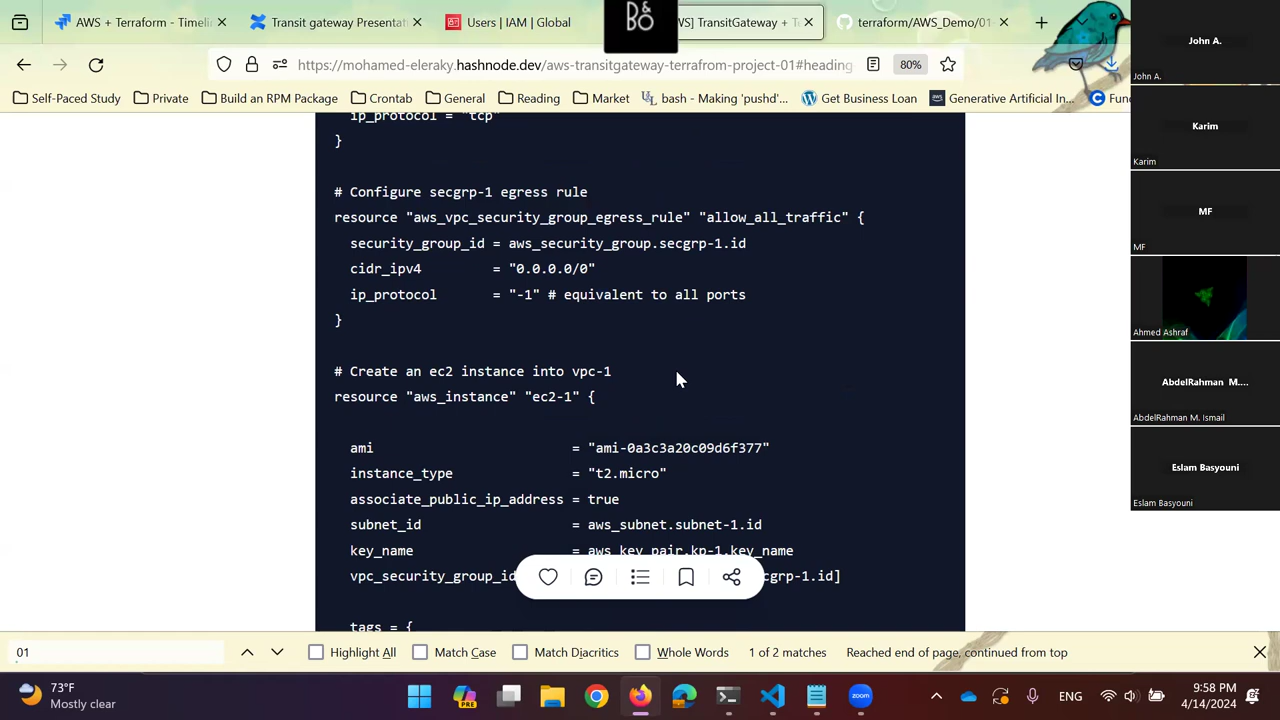 AWS + Terraform - Timelin
Transit gateway Presentat
Users | IAM | Global
WS] TransitGateway + Te
terraform/AWS_Demo/01
D&
BO
https://mohamed-eleraky.hashnode.dev/aws-transitgateway-terrafrom-project-01#heading-
80%
Self-Paced Study
Private
Build an RPM Package
Crontab
General
Reading
Market
bash - Making 'pushd'...
Get Business Loan
Generative Artificial In...
Fun
ip_protocol = "tcp"
}
# Configure secgrp-1 egress rule
resource "aws_vpc_security_group_egress_rule" "allow_all_traffic" {
security_group_id = aws_security_group.secgrp-1.id
cidr_ipv4 = "0.0.0.0/0"
ip_protocol = "-1" # equivalent to all ports
}
# Create an ec2 instance into vpc-1
resource "aws_instance" "ec2-1" {
ami = "ami-0a3c3a20c09d6f377"
instance_type = "t2.micro"
associate_public_ip_address = true
subnet_id = aws_subnet.subnet-1.id
key_name = aws_key_pair.kp-1.key_name
vpc_security_group_id cgrp-1.id]
tags = {
John A.
John A.
Karim
Karim
MF
MF
Ahmed Ashraf
AbdelRahman M....
AbdelRahman M. Ismail
Eslam Basyouni
Eslam Basyouni
01
Highlight All
Match Case
Match Diacritics
Whole Words
1 of 2 matches
Reached end of page, continued from top
73°F
Mostly clear
PRE
zoom
ENG
9:58 PM
4/14/2024